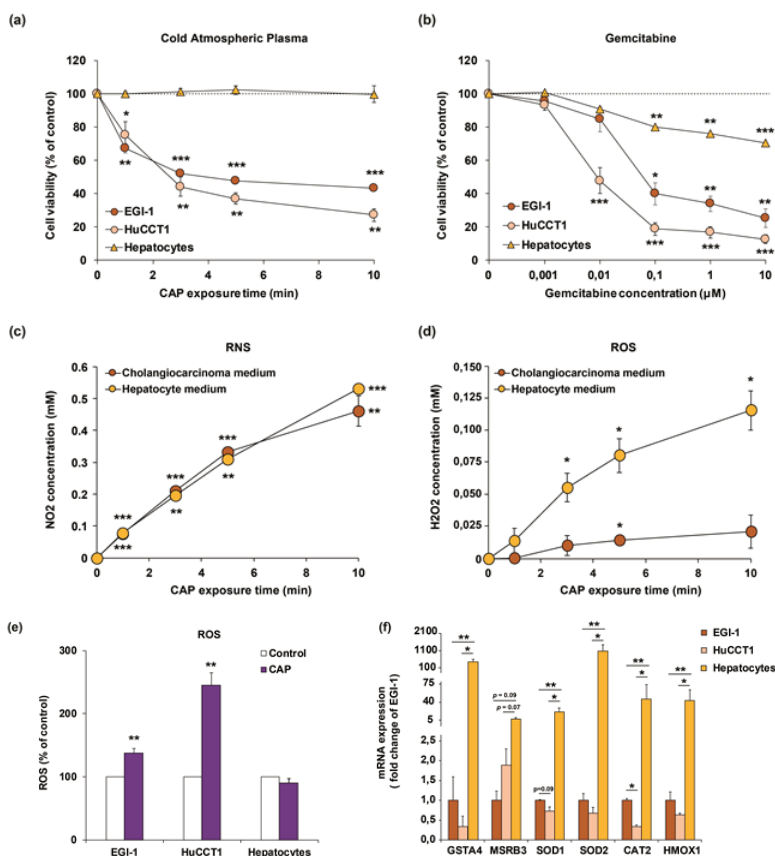 (a)
Cold Atmospheric Plasma
120
100
80
60
40
20
0
Cell viability (% of control)
*
**
***
**
***
**
***
**
EGI-1
HuCCT1
Hepatocytes
0 2 4 6 8 10
CAP exposure time (min)
(b)
Gemcitabine
120
100
80
60
40
20
0
Cell viability (% of control)
***
*
**
***
**
**
***
***
**
***
EGI-1
HuCCT1
Hepatocytes
0 0,001 0,01 0,1 1 10
Gemcitabine concentration (µM)
(c)
RNS
Cholangiocarcinoma medium
Hepatocyte medium
0.6
0.5
0.4
0.3
0.2
0.1
0
NO2 concentration (mM)
***
***
***
**
***
**
***
**
0 2 4 6 8 10
CAP exposure time (min)
(d)
ROS
Cholangiocarcinoma medium
Hepatocyte medium
0,150
0,125
0,100
0,075
0,050
0,025
0
H2O2 concentration (mM)
*
*
*
*
0 2 4 6 8 10
CAP exposure time (min)
(e)
ROS
Control
CAP
300
200
100
0
ROS (% of control)
**
**
EGI-1 HuCCT1 Hepatocytes
(f)
EGI-1
HuCCT1
Hepatocytes
2100
1100
100
75
40
5
2,0
1,5
1,0
0,5
0,0
mRNA expression
( fold change of EGI-1)
**
*
p = 0.09
p = 0.07
**
*
p=0.09
**
*
**
*
*
**
*
GSTA4 MSRB3 SOD1 SOD2 CAT2 HMOX1